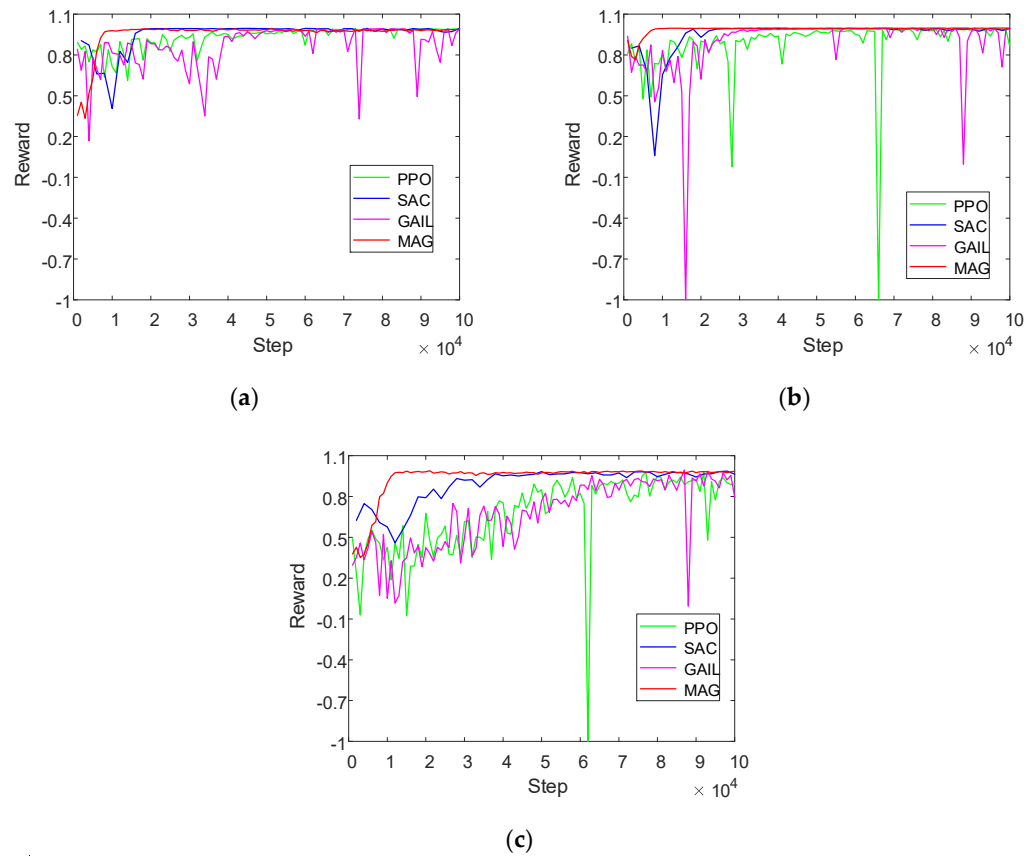 1.1
0.8
0.5
0.2
-0.1
-0.4
-0.7
-1
Reward
PPO
SAC
GAIL
MAG
0 1 2 3 4 5 6 7 8 9 10
Step
× 10^4
(a)
1.1
0.8
0.5
0.2
-0.1
-0.4
-0.7
-1
Reward
PPO
SAC
GAIL
MAG
0 1 2 3 4 5 6 7 8 9 10
Step
× 10^4
(b)
1.1
0.8
0.5
0.2
-0.1
-0.4
-0.7
-1
Reward
PPO
SAC
GAIL
MAG
0 1 2 3 4 5 6 7 8 9 10
Step
× 10^4
(c)